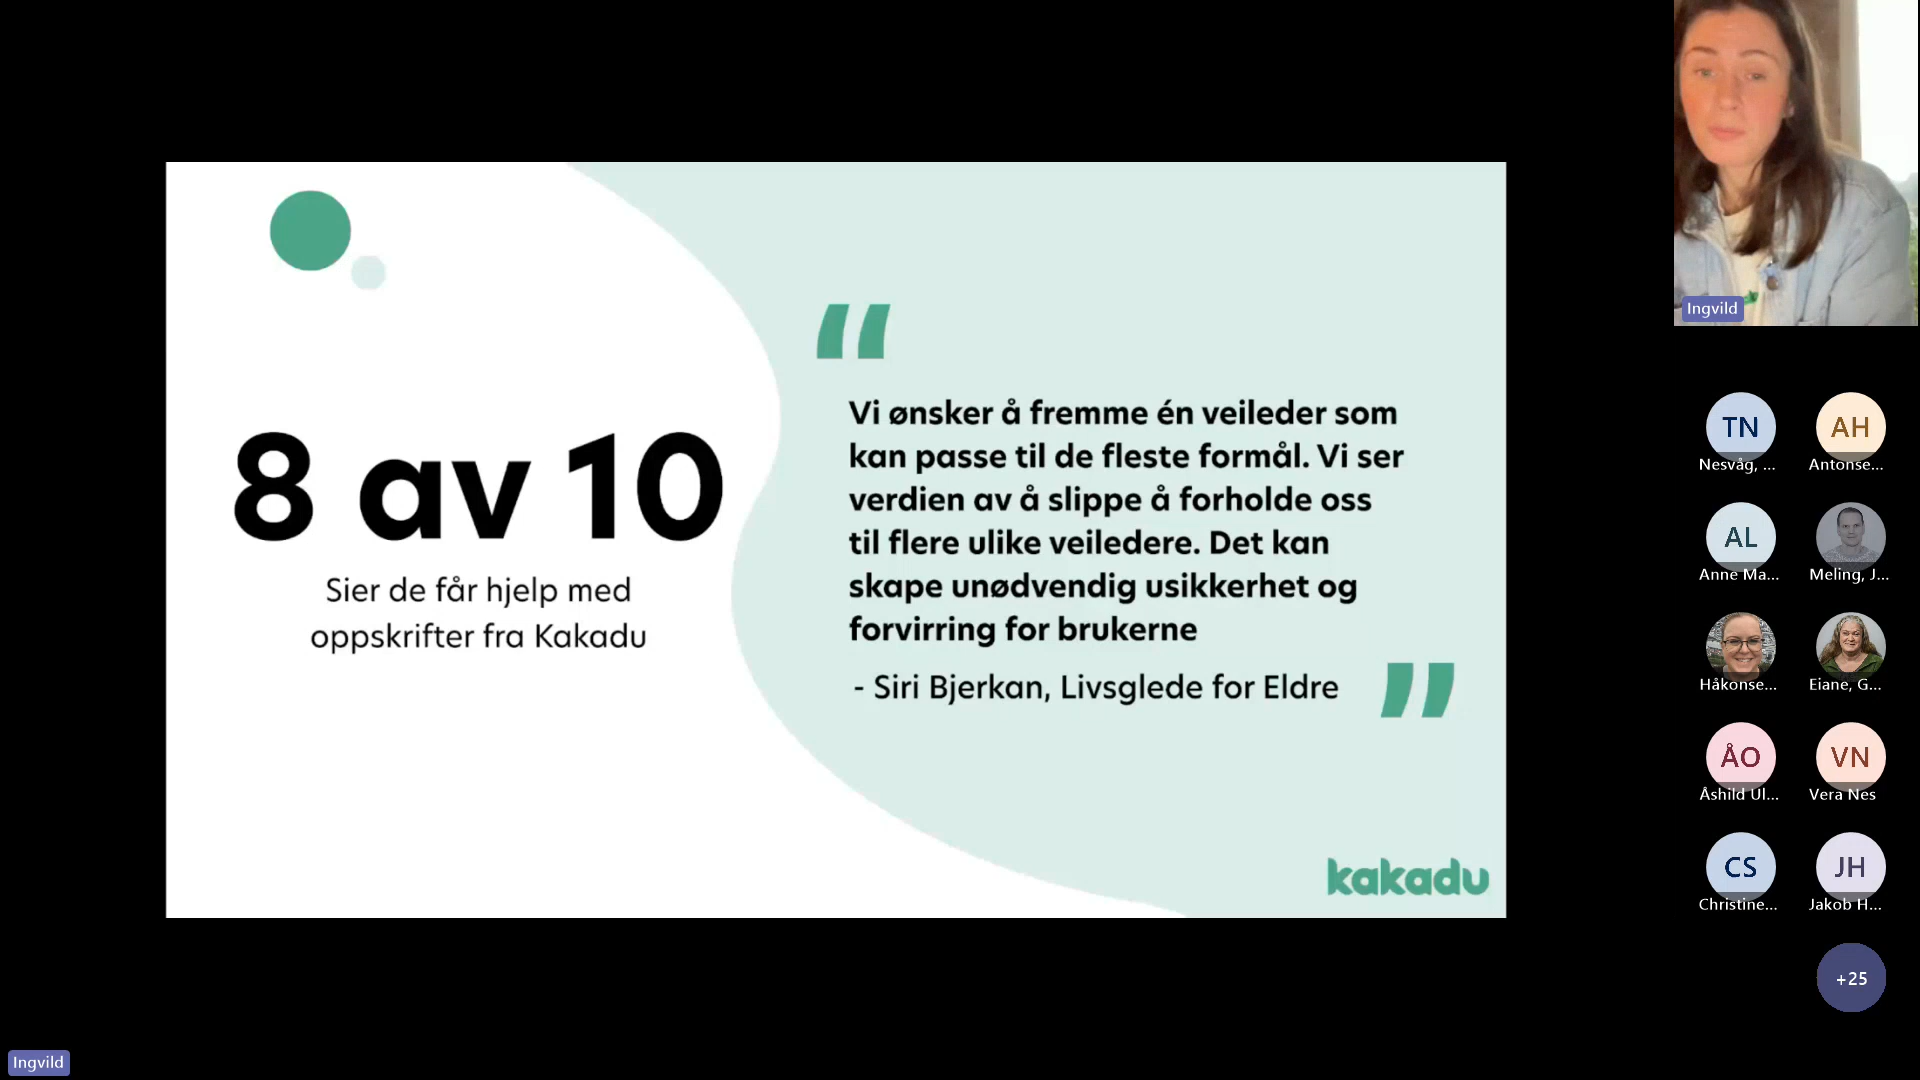 8 av 10
Sier de får hjelp med
oppskrifter fra Kakadu
“
Vi ønsker å fremme én veileder som
kan passe til de fleste formål. Vi ser
verdien av å slippe å forholde oss
til flere ulike veiledere. Det kan
skape unødvendig usikkerhet og
forvirring for brukerne
- Siri Bjerkan, Livsglede for Eldre
”
kakadu
Ingvild
TN
Nesvåg, ...
AH
Antonse...
AL
Anne Ma...
Meling, J...
Håkonse...
Eiane, G...
ÅO
Åshild Ul...
VN
Vera Nes
CS
Christine...
JH
Jakob H...
+25
Ingvild